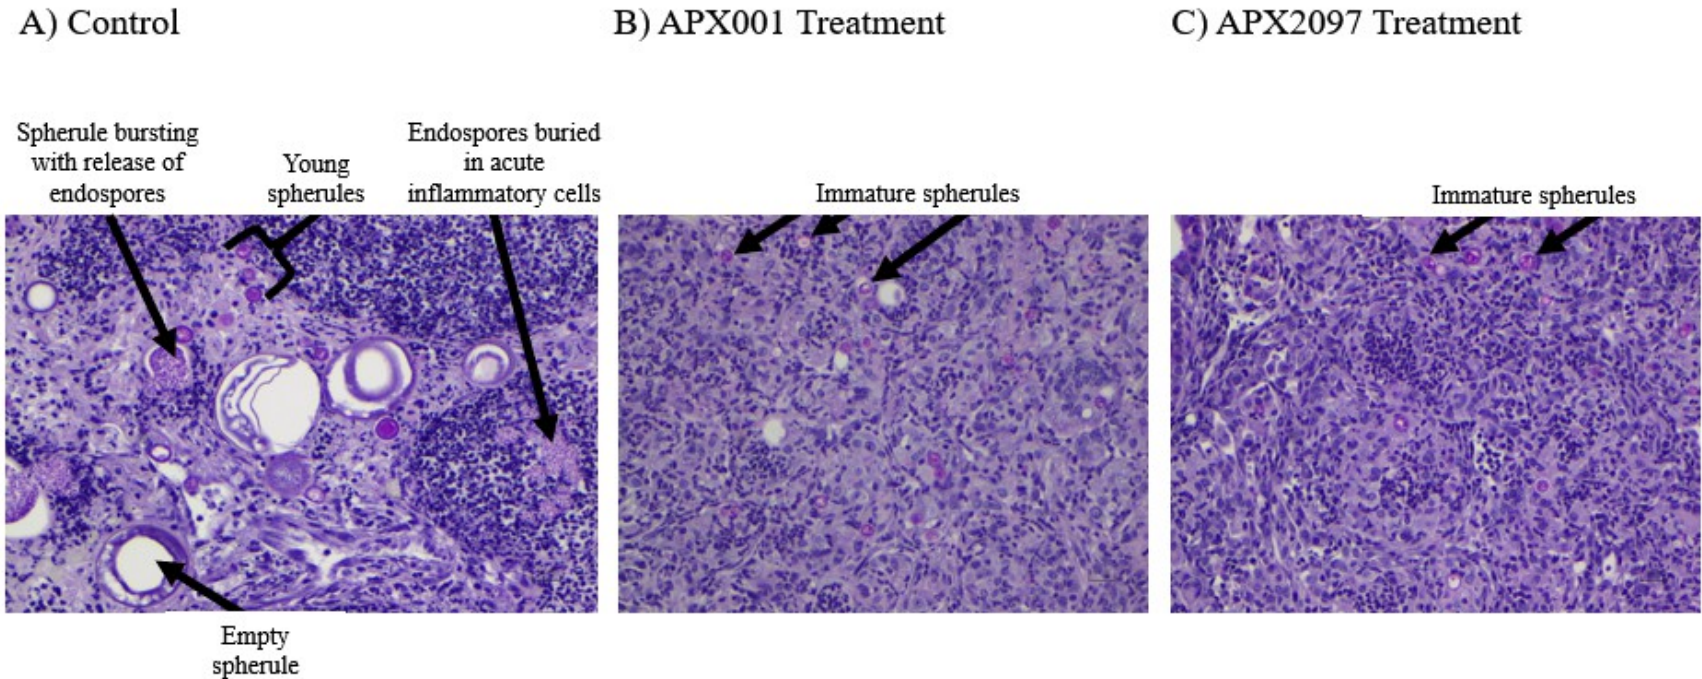 A) Control
B) APX001 Treatment
C) APX2097 Treatment
Spherule bursting
with release of
endospores
Young
spherules
Endospores buried
in acute
inflammatory cells
Immature spherules
Immature spherules
Empty
spherule